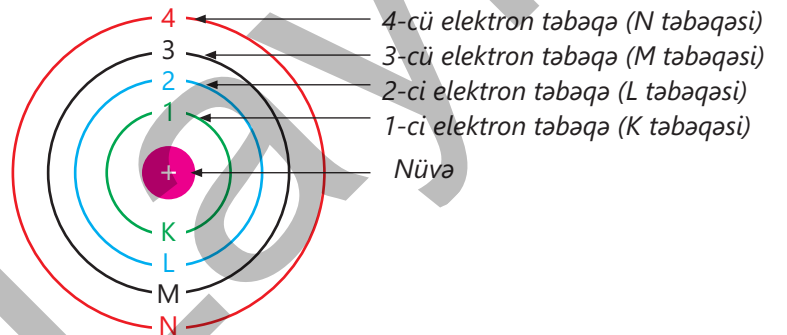 4
4-cü elektron təbəqə (N təbəqəsi)
3
3-cü elektron təbəqə (M təbəqəsi)
2
2-ci elektron təbəqə (L təbəqəsi)
1
1-ci elektron təbəqə (K təbəqəsi)
+
Nüvə
K
L
M
N